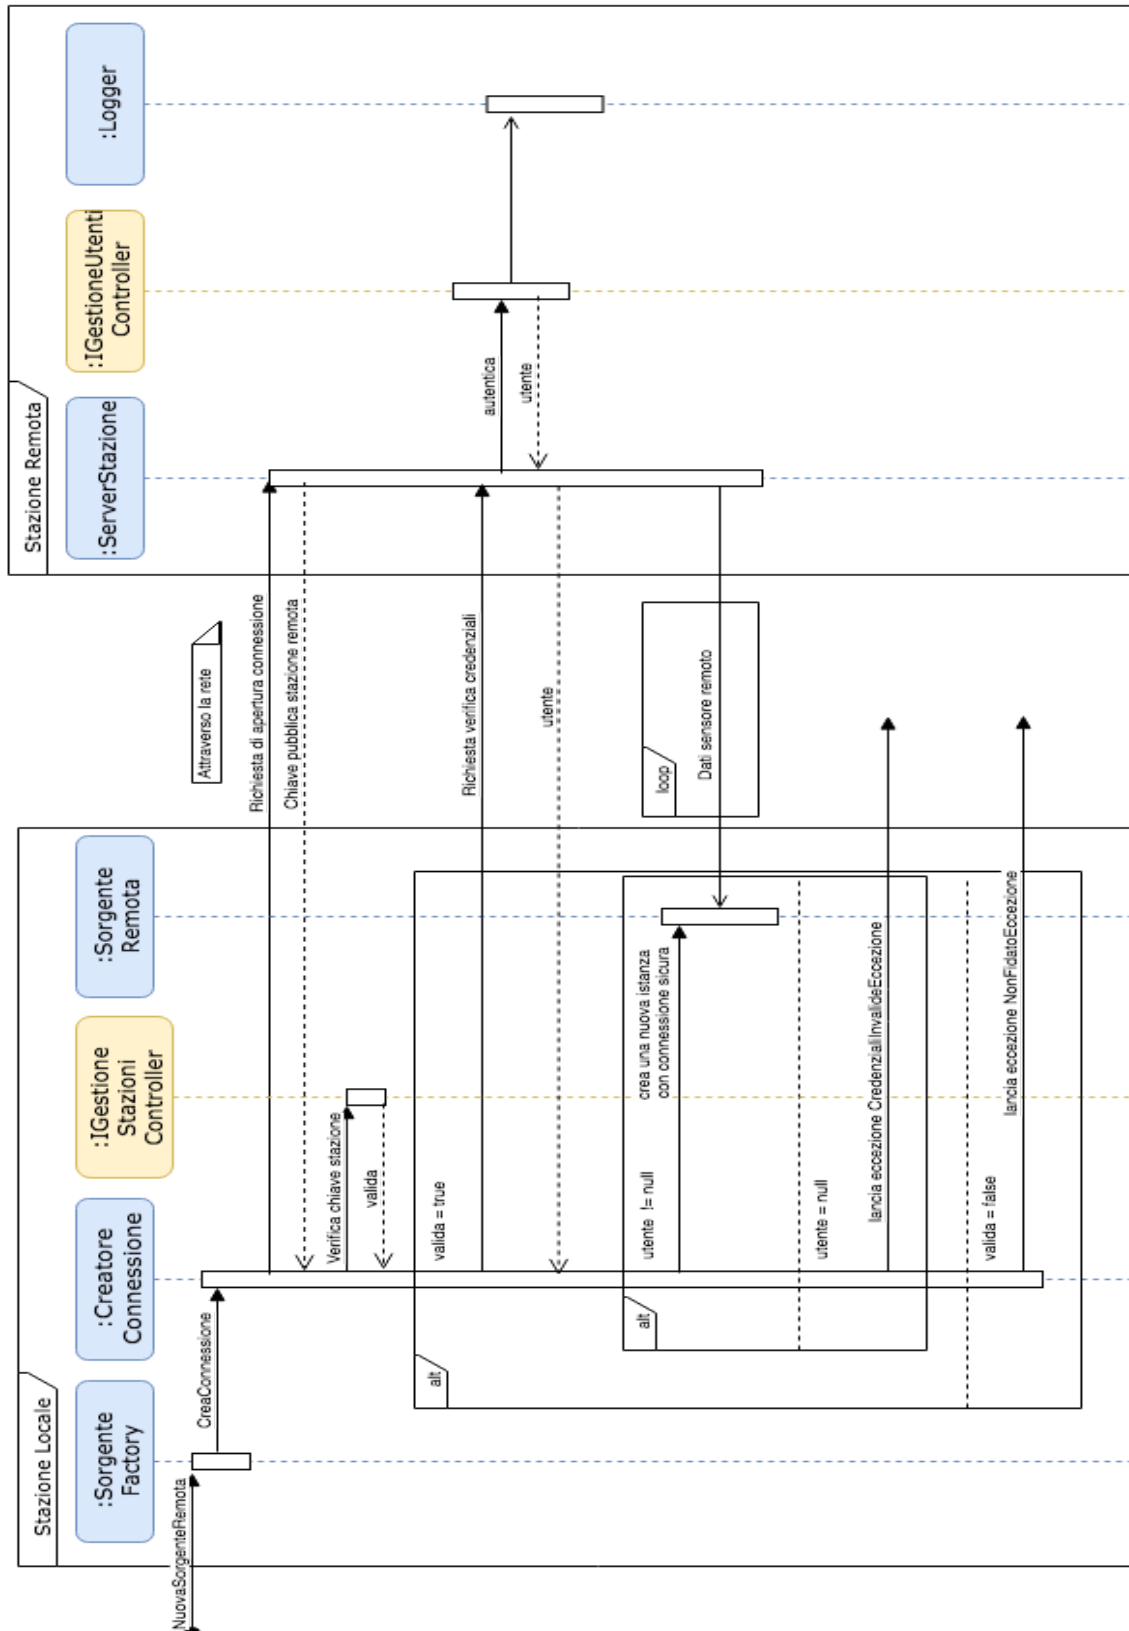 Stazione Locale
Stazione Remota
:Sorgente
Factory
:Creatore
Connessione
:IGestione
Stazioni
Controller
:Sorgente
Remota
:ServerStazione
:IGestioneUtenti
Controller
:Logger
NuovaSorgenteRemota
CreaConnessione
Attraverso la rete
Richiesta di apertura connessione
Chiave pubblica stazione remota
Verifica chiave stazione
valida
alt
valida = true
Richiesta verifica credenziali
autentica
utente
utente
alt
utente != null
crea una nuova istanza
con connessione sicura
loop
Dati sensore remoto
utente = null
lancia eccezione CredenzialiInvalideEccezione
valida = false
lancia eccezione NonFidatoEccezione